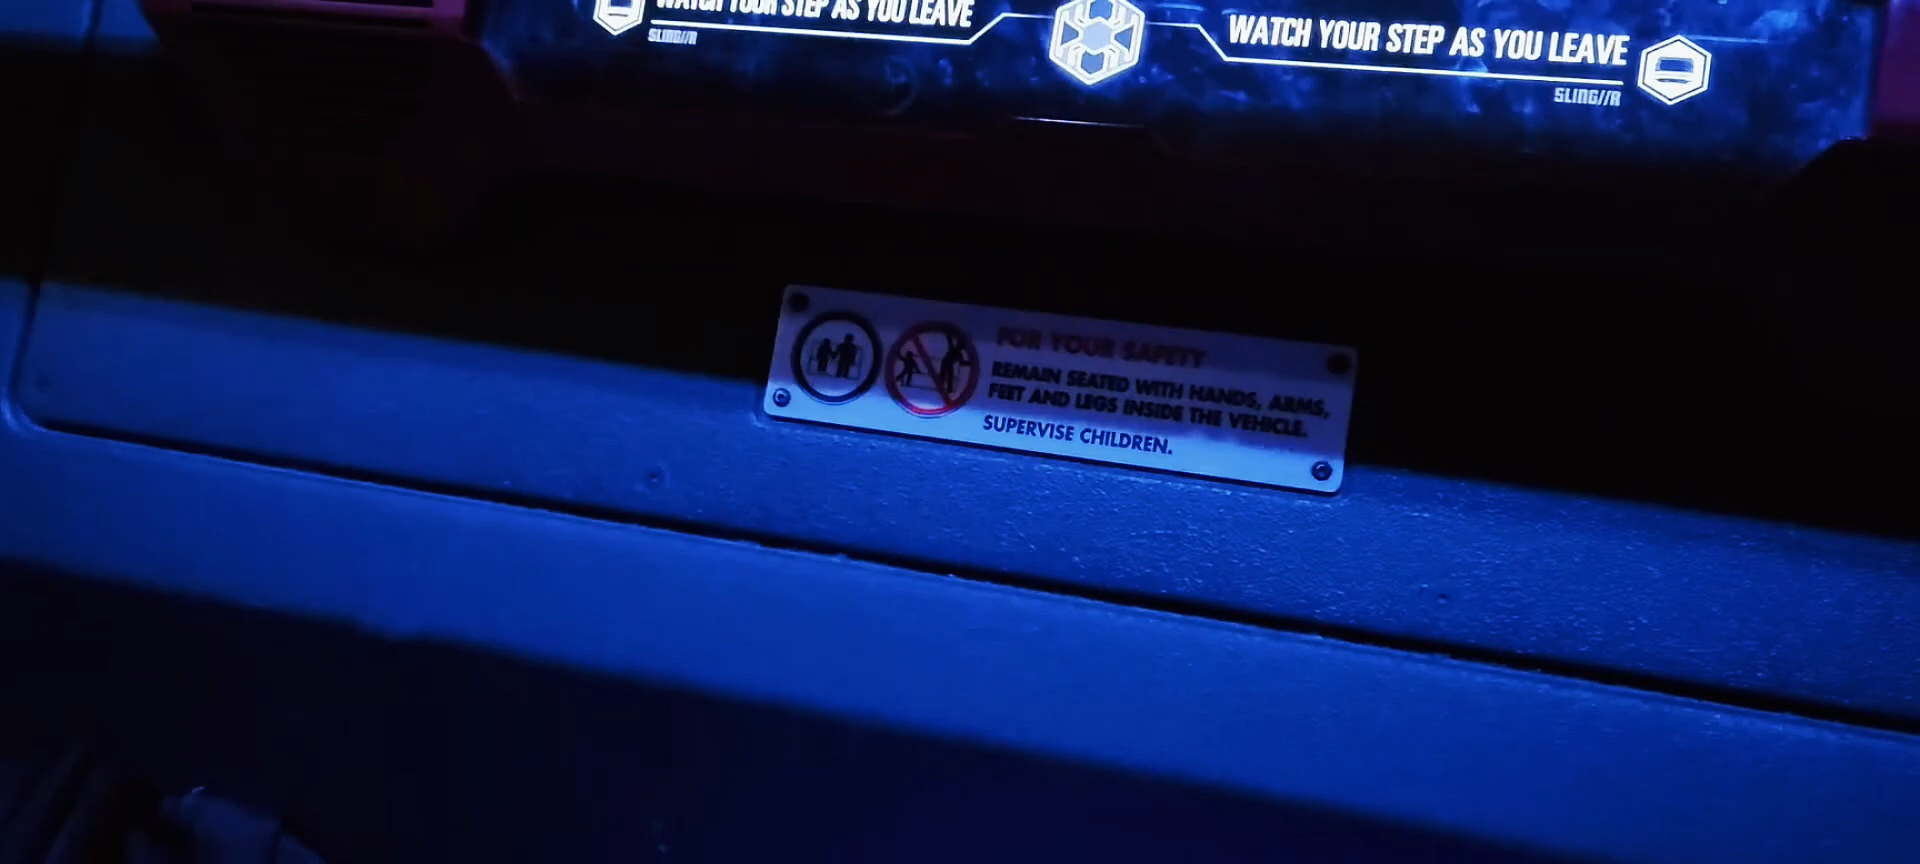 WATCH YOUR STEP AS YOU LEAVE
SLING//R
WATCH YOUR STEP AS YOU LEAVE
SLING//R
FOR YOUR SAFETY
REMAIN SEATED WITH HANDS, ARMS,
FEET AND LEGS INSIDE THE VEHICLE.
SUPERVISE CHILDREN.